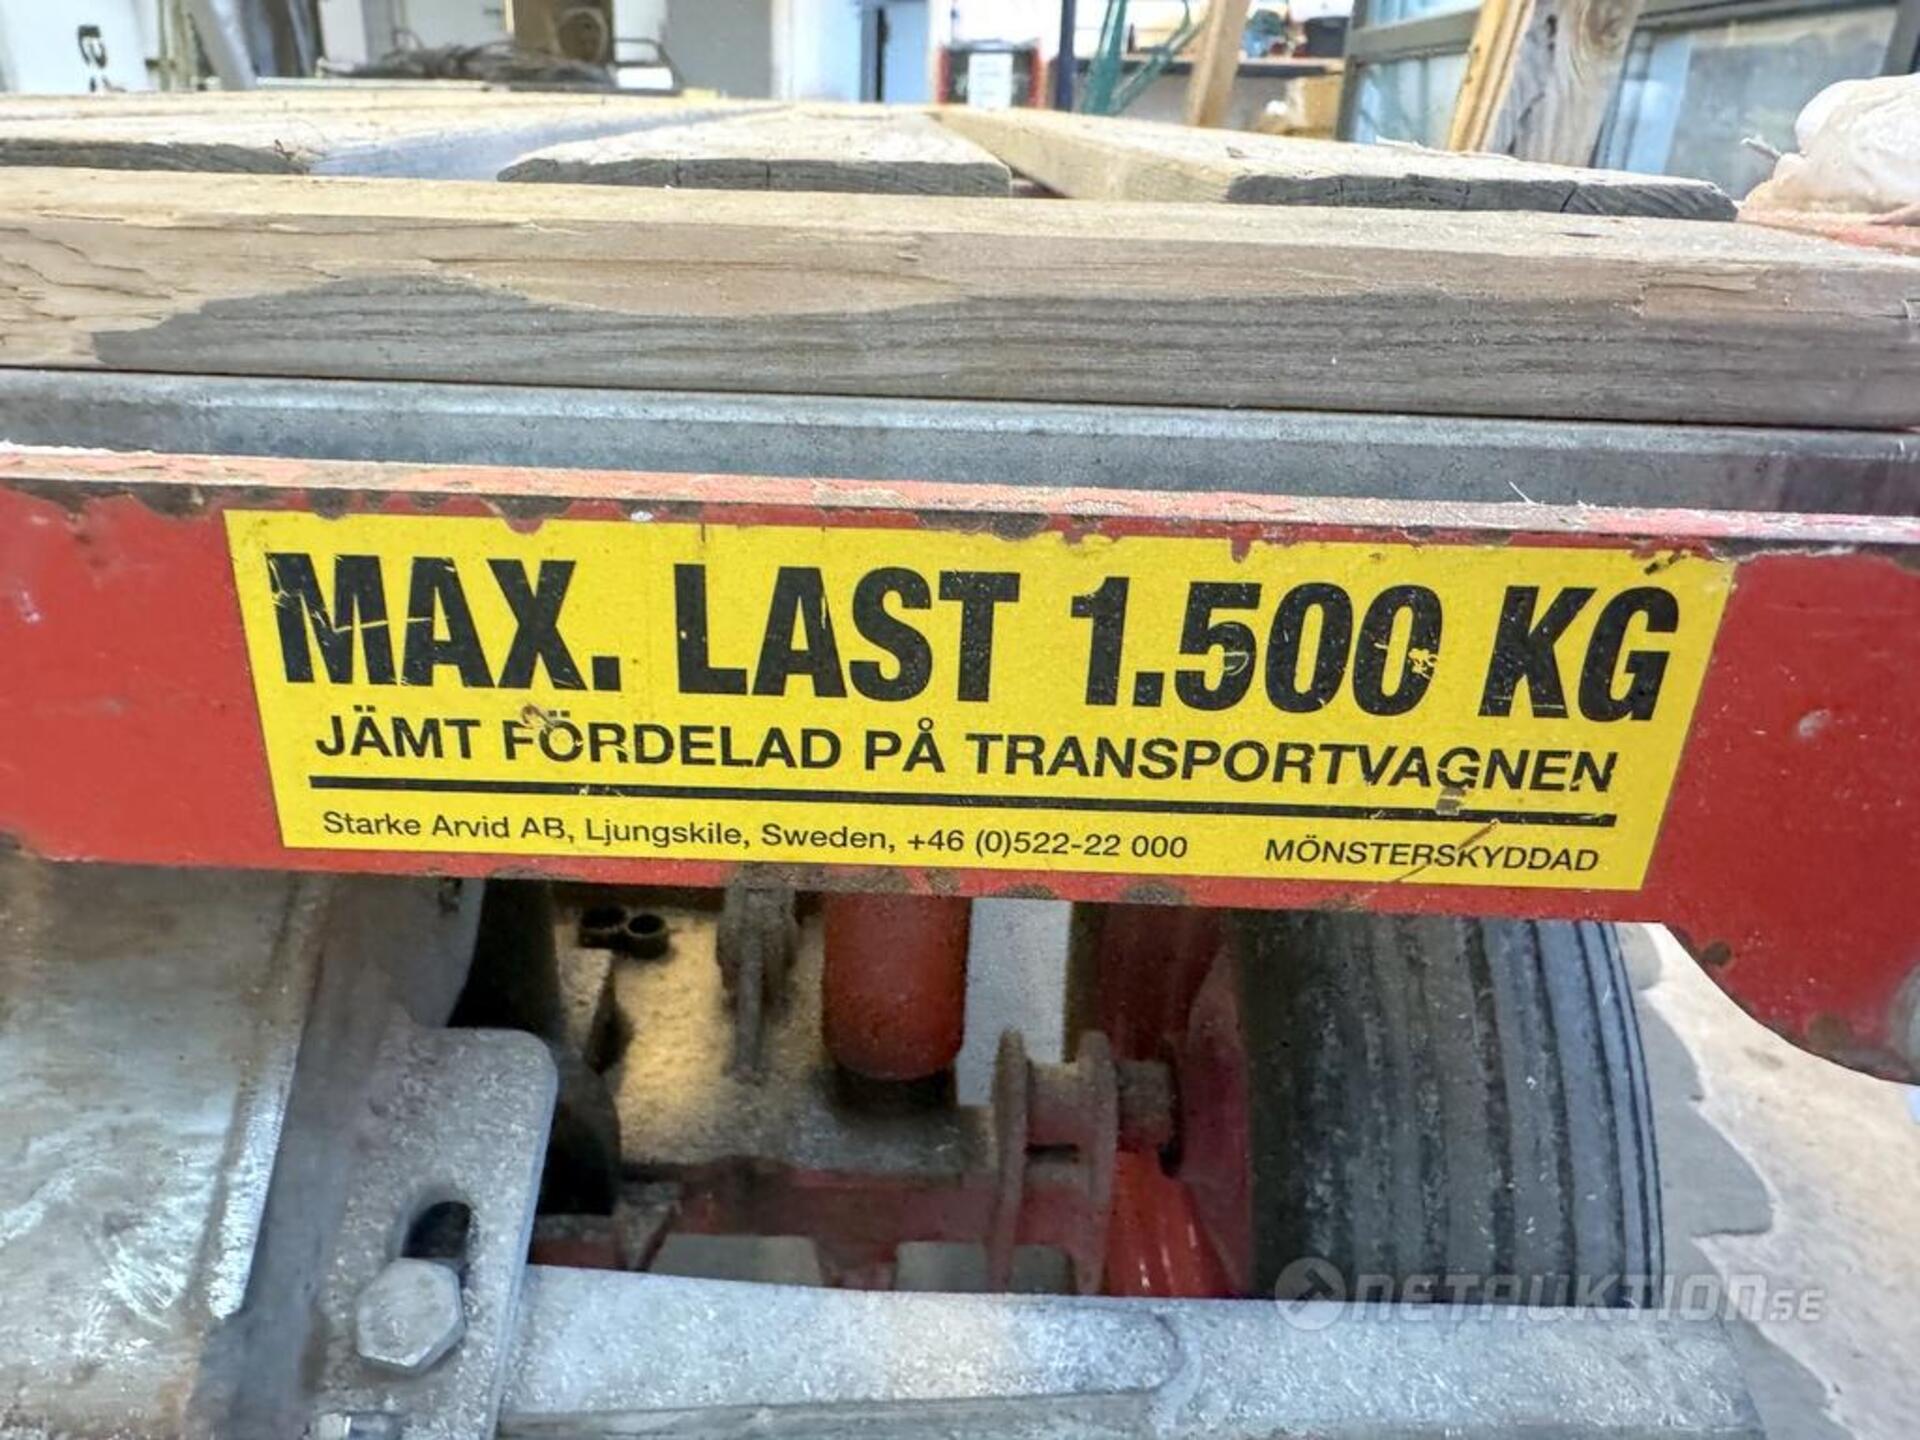 MAX. LAST 1.500 KG
JÄMT FÖRDELAD PÅ TRANSPORTVAGNEN
Starke Arvid AB, Ljungskile, Sweden, +46 (0)522-22 000 MÖNSTERSKYDDAD
NETAUKTION.SE